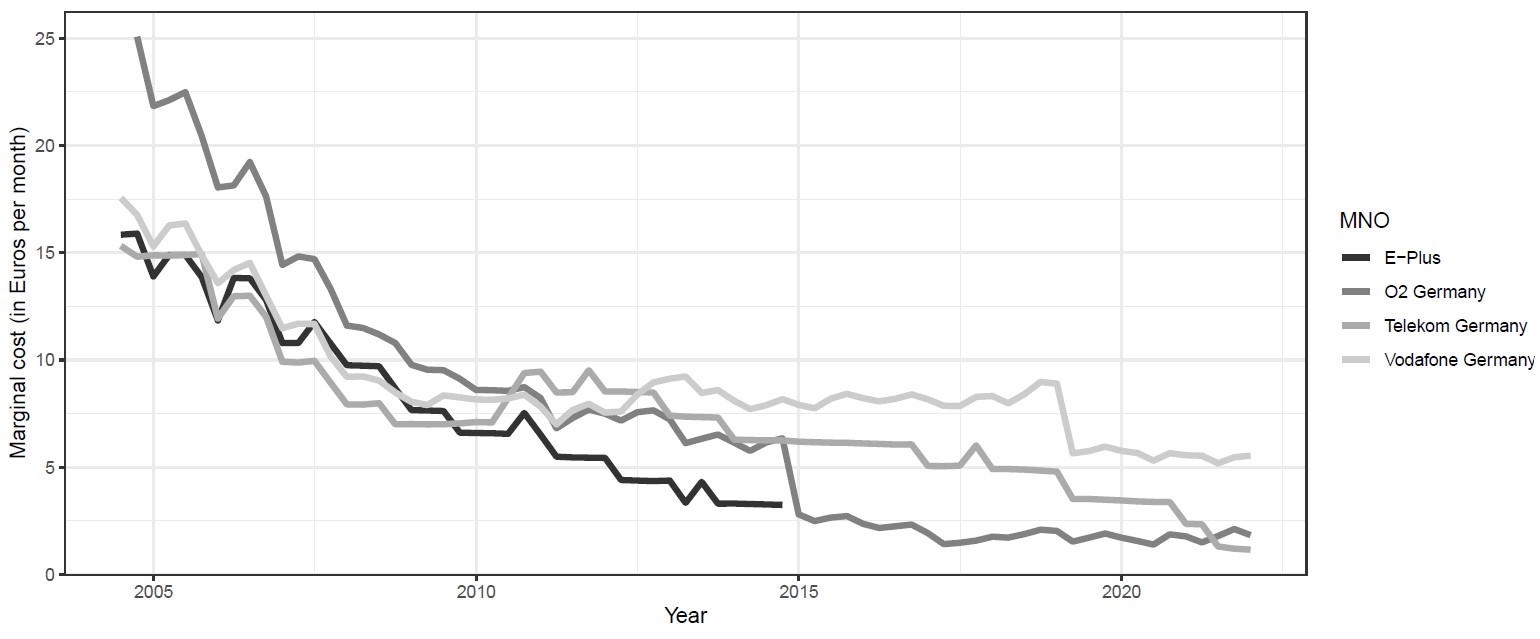 Marginal cost (in Euros per month)
25
20
15
10
5
0
2005 2010 2015 2020
Year
MNO
E−Plus
O2 Germany
Telekom Germany
Vodafone Germany